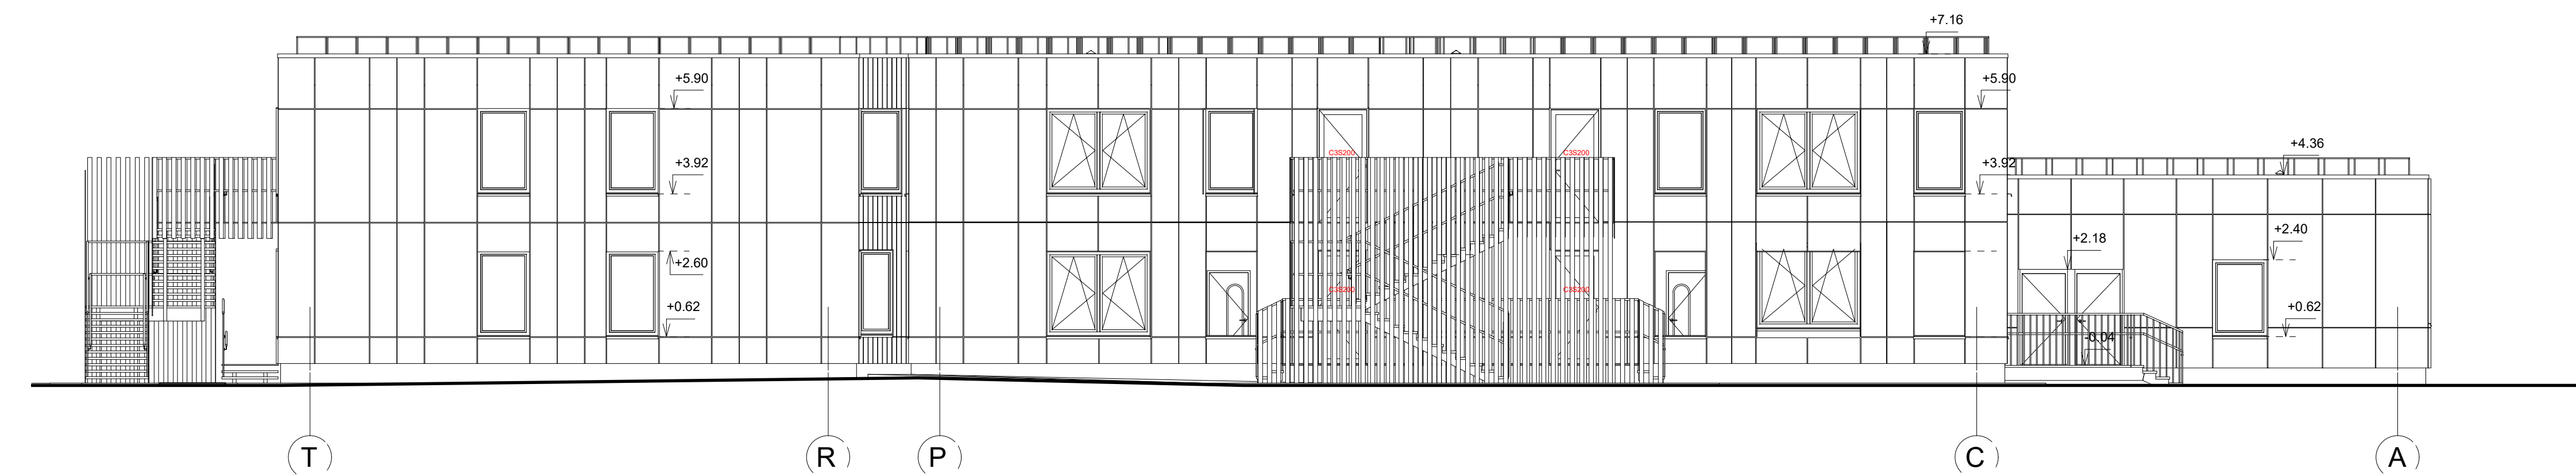 +7.16
+5.90
+5.90
+4.36
C3S200
C3S200
+3.92
+3.92
+2.40
+2.18
+2.60
C3S200
C3S200
+0.62
+0.62
-0.04
T
R
P
C
A